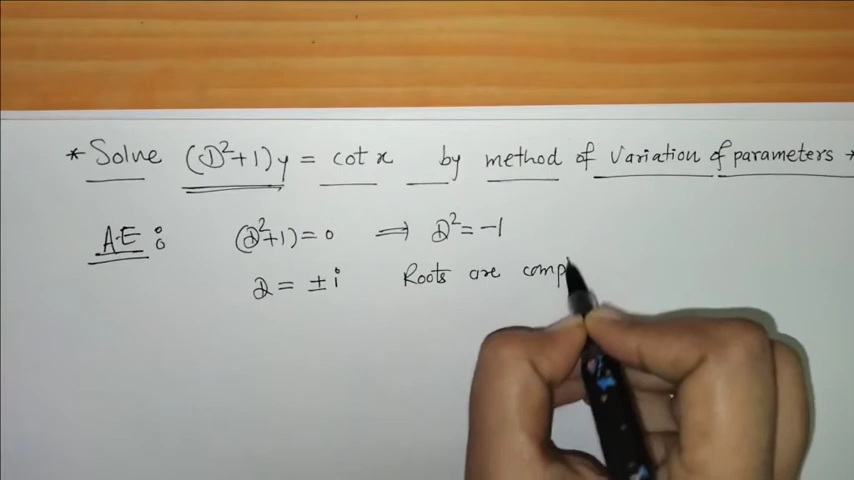 * Solve (D²+1)y = cot x by method of variation of parameters *
A.E : (D²+1) = 0 ⇒ D² = -1
D = ± i Roots are comp